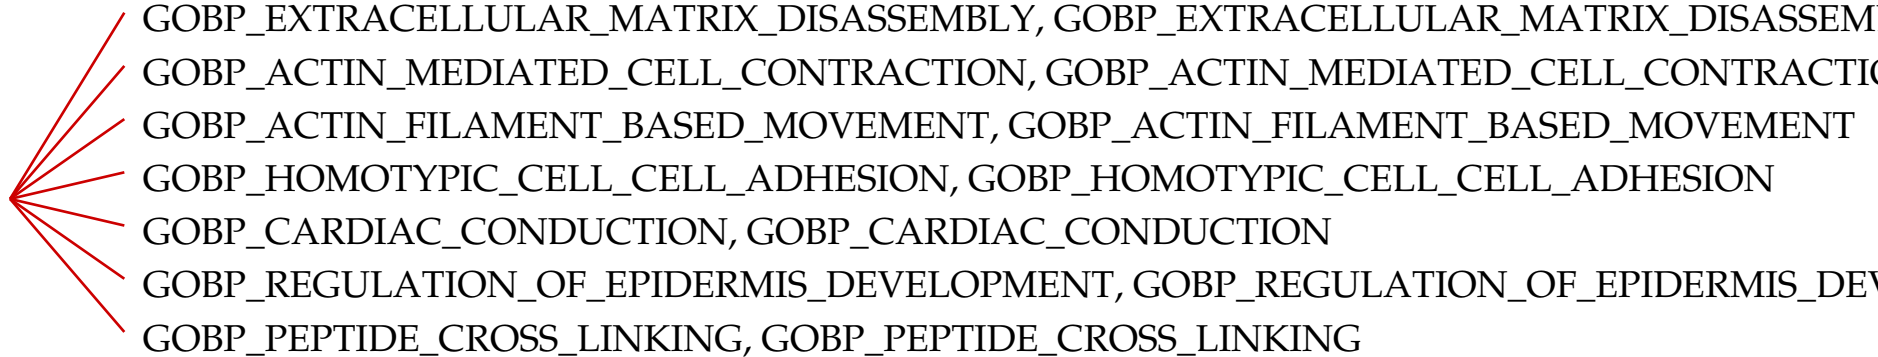 GOBP_EXTRACELLULAR_MATRIX_DISASSEMBLY, GOBP_EXTRACELLULAR_MATRIX_DISASSEM
GOBP_ACTIN_MEDIATED_CELL_CONTRACTION, GOBP_ACTIN_MEDIATED_CELL_CONTRACTIO
GOBP_ACTIN_FILAMENT_BASED_MOVEMENT, GOBP_ACTIN_FILAMENT_BASED_MOVEMENT
GOBP_HOMOTYPIC_CELL_CELL_ADHESION, GOBP_HOMOTYPIC_CELL_CELL_ADHESION
GOBP_CARDIAC_CONDUCTION, GOBP_CARDIAC_CONDUCTION
GOBP_REGULATION_OF_EPIDERMIS_DEVELOPMENT, GOBP_REGULATION_OF_EPIDERMIS_DEV
GOBP_PEPTIDE_CROSS_LINKING, GOBP_PEPTIDE_CROSS_LINKING